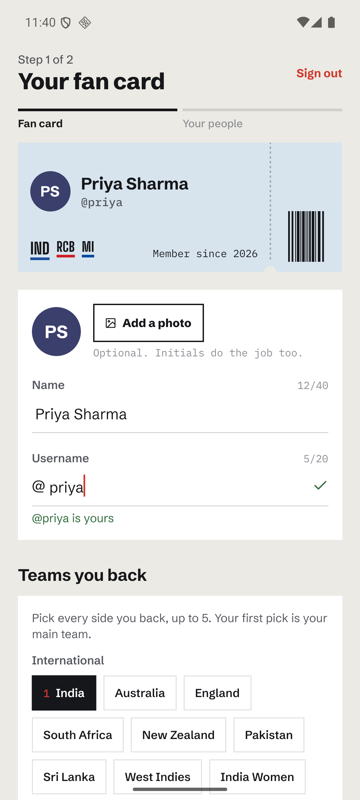 11:40
Step 1 of 2
Your fan card
Sign out
Fan card
Your people
PS
Priya Sharma
@priya
IND RCB MI
Member since 2026
PS
Add a photo
Optional. Initials do the job too.
Name
12/40
Priya Sharma
Username
5/20
@ priya
@priya is yours
Teams you back
Pick every side you back, up to 5. Your first pick is your
main team.
International
1 India
Australia
England
South Africa
New Zealand
Pakistan
Sri Lanka
West Indies
India Women